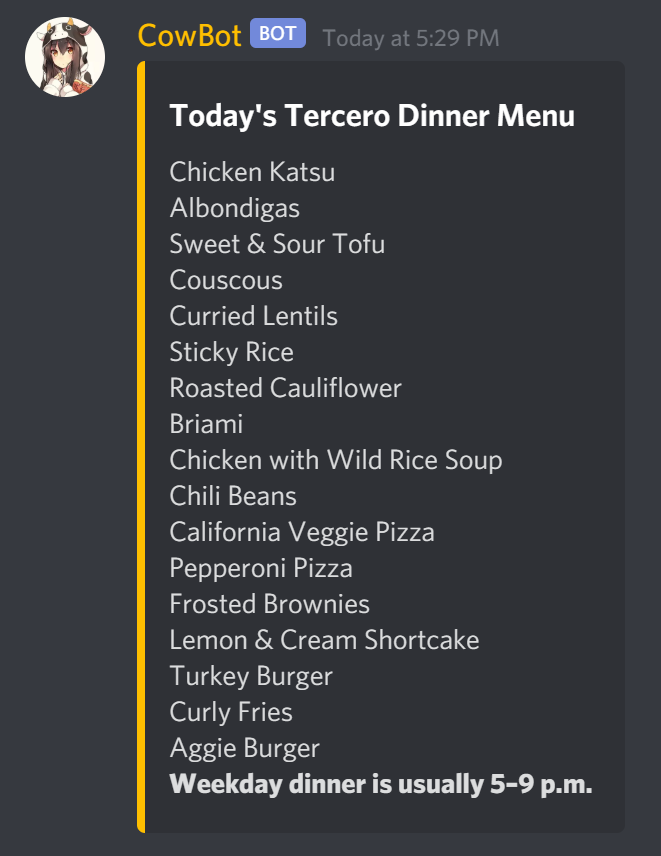 CowBot BOT Today at 5:29 PM
Today's Tercero Dinner Menu
Chicken Katsu
Albondigas
Sweet & Sour Tofu
Couscous
Curried Lentils
Sticky Rice
Roasted Cauliflower
Briami
Chicken with Wild Rice Soup
Chili Beans
California Veggie Pizza
Pepperoni Pizza
Frosted Brownies
Lemon & Cream Shortcake
Turkey Burger
Curly Fries
Aggie Burger
Weekday dinner is usually 5–9 p.m.